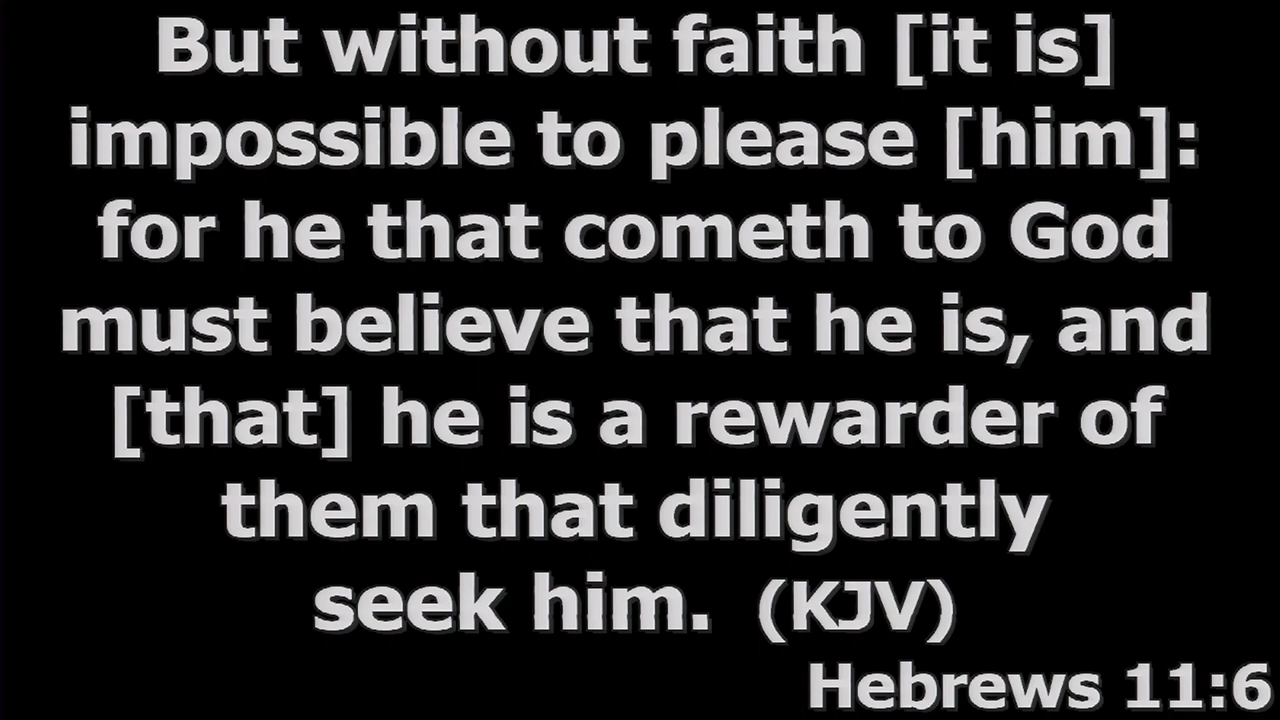 But without faith [it is]
impossible to please [him]:
for he that cometh to God
must believe that he is, and
[that] he is a rewarder of
them that diligently
seek him.  (KJV)
Hebrews 11:6